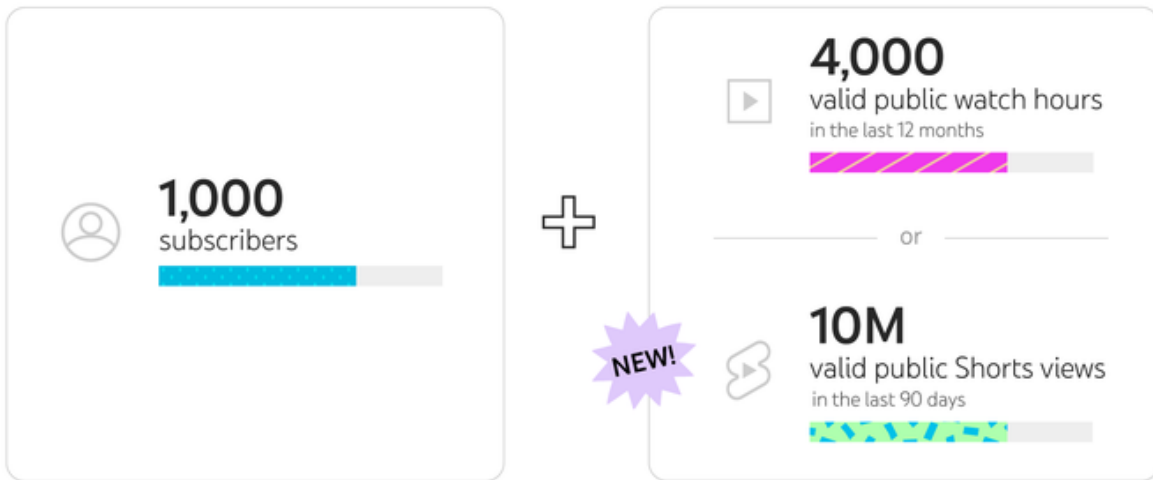 1,000
subscribers
4,000
valid public watch hours
in the last 12 months
or
NEW!
10M
valid public Shorts views
in the last 90 days